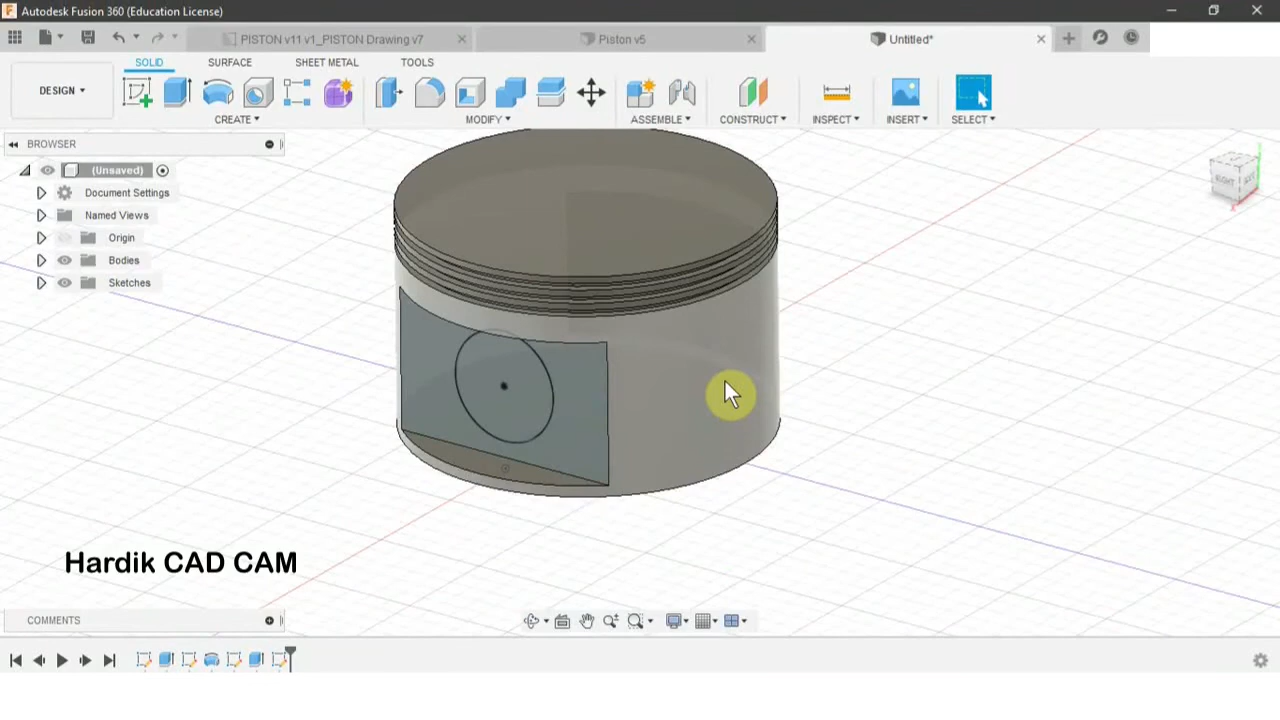 Autodesk Fusion 360 (Education License)
PISTON v11 v1_PISTON Drawing v7
Piston v5
Untitled*
SOLID
SURFACE
SHEET METAL
TOOLS
DESIGN
CREATE
MODIFY
ASSEMBLE
CONSTRUCT
INSPECT
INSERT
SELECT
BROWSER
(Unsaved)
Document Settings
Named Views
Origin
Bodies
Sketches
RIGHT
Hardik CAD CAM
COMMENTS